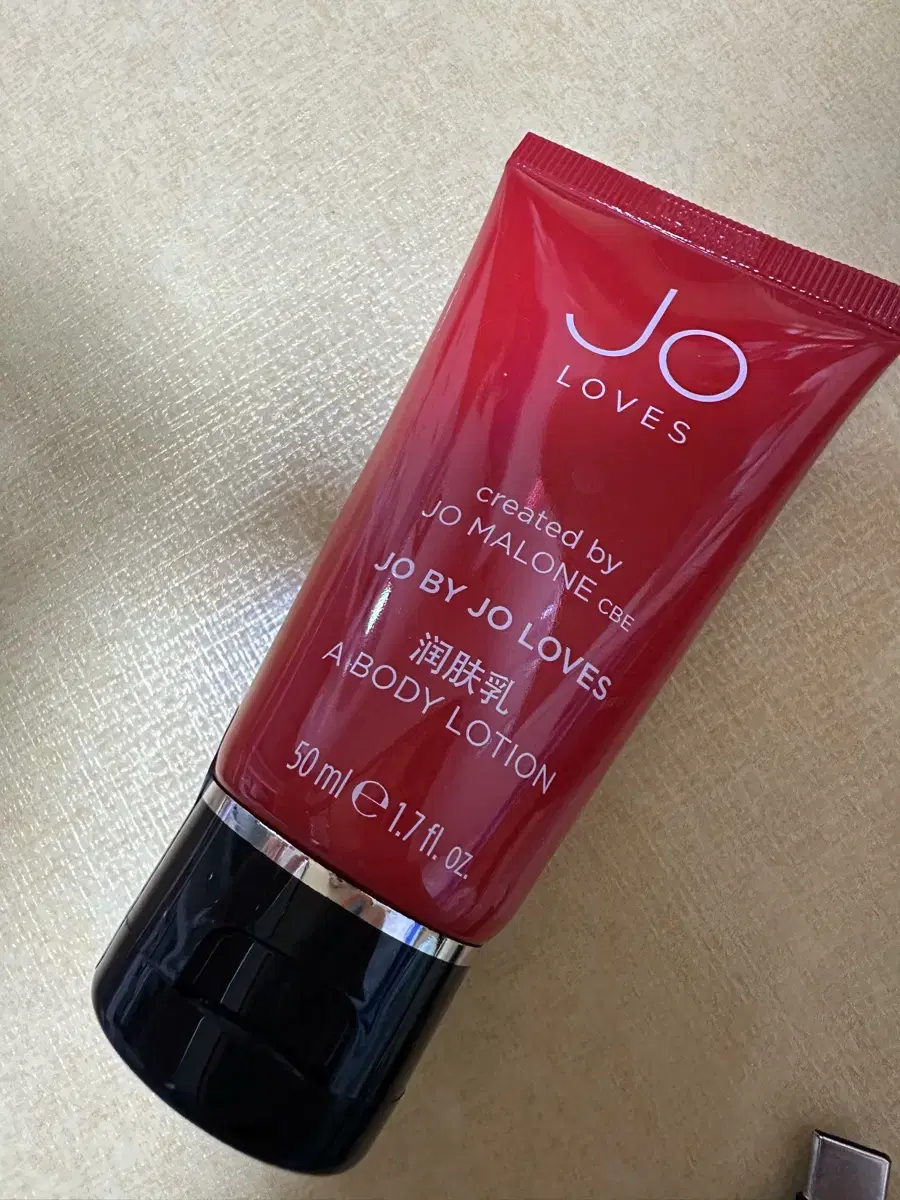 JO
LOVES
created by
JO MALONE CBE
JO BY JO LOVES
润肤乳
A BODY LOTION
50 ml ℮ 1.7 fl. oz.